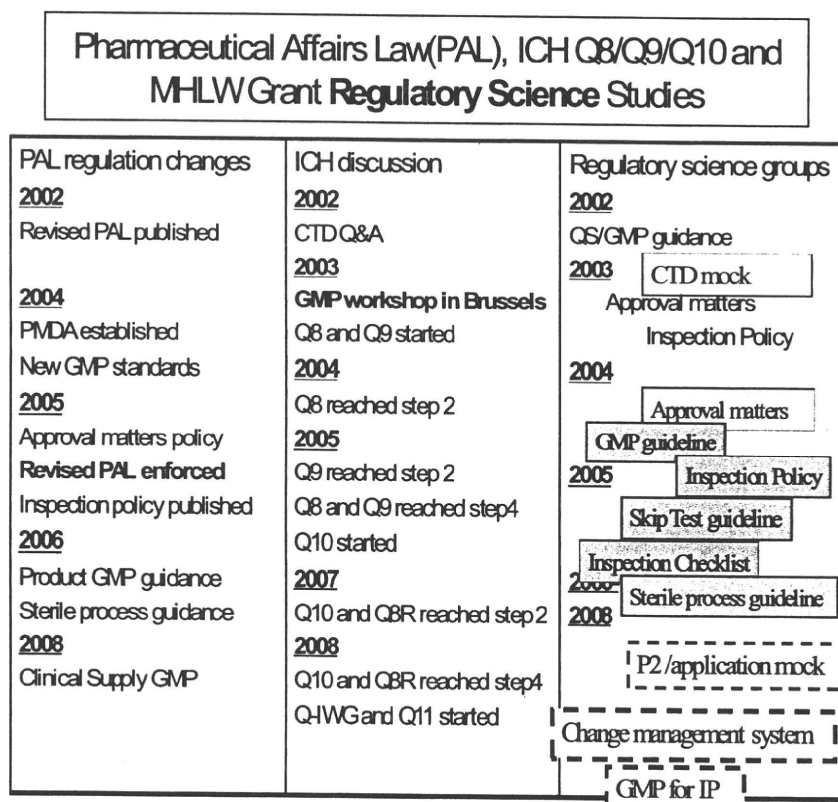 Pharmaceutical Affairs Law(PAL), ICH Q8/Q9/Q10 and
MHLW Grant Regulatory Science Studies
PAL regulation changes
2002
Revised PAL published
2004
PMDA established
New GMP standards
2005
Approval matters policy
Revised PAL enforced
Inspection policy published
2006
Product GMP guidance
Sterile process guidance
2008
Clinical Supply GMP
ICH discussion
2002
CTD Q&A
2003
GMP workshop in Brussels
Q8 and Q9 started
2004
Q8 reached step 2
2005
Q9 reached step 2
Q8 and Q9 reached step4
Q10 started
2007
Q10 and Q8R reached step 2
2008
Q10 and Q8R reached step4
Q-IWG and Q11 started
Regulatory science groups
2002
QS/GMP guidance
2003 CTD mock
Approval matters
Inspection Policy
2004
Approval matters
GMP guideline
2005 Inspection Policy
Skip Test guideline
Inspection Checklist
Sterile process guideline
2008
P2 /application mock
Change management system
GMP for IP